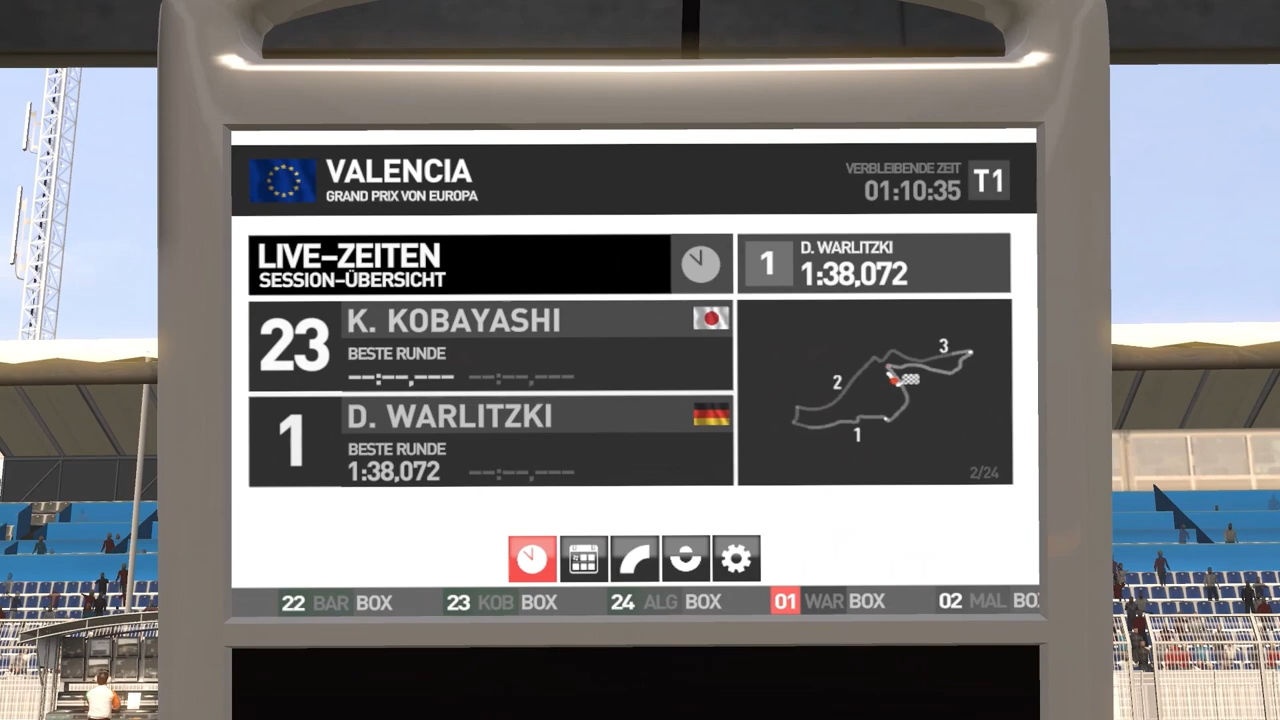 VALENCIA
GRAND PRIX VON EUROPA
VERBLEIBENDE ZEIT
01:10:35
T1
LIVE-ZEITEN
SESSION-ÜBERSICHT
1
D. WARLITZKI
1:38,072
23
K. KOBAYASHI
BESTE RUNDE
--:--,--- --:--,---
1
D. WARLITZKI
BESTE RUNDE
1:38,072 --:--,---
3
2
1
2/24
22 BAR BOX 23 KOB BOX 24 ALG BOX 01 WAR BOX 02 MAL BO